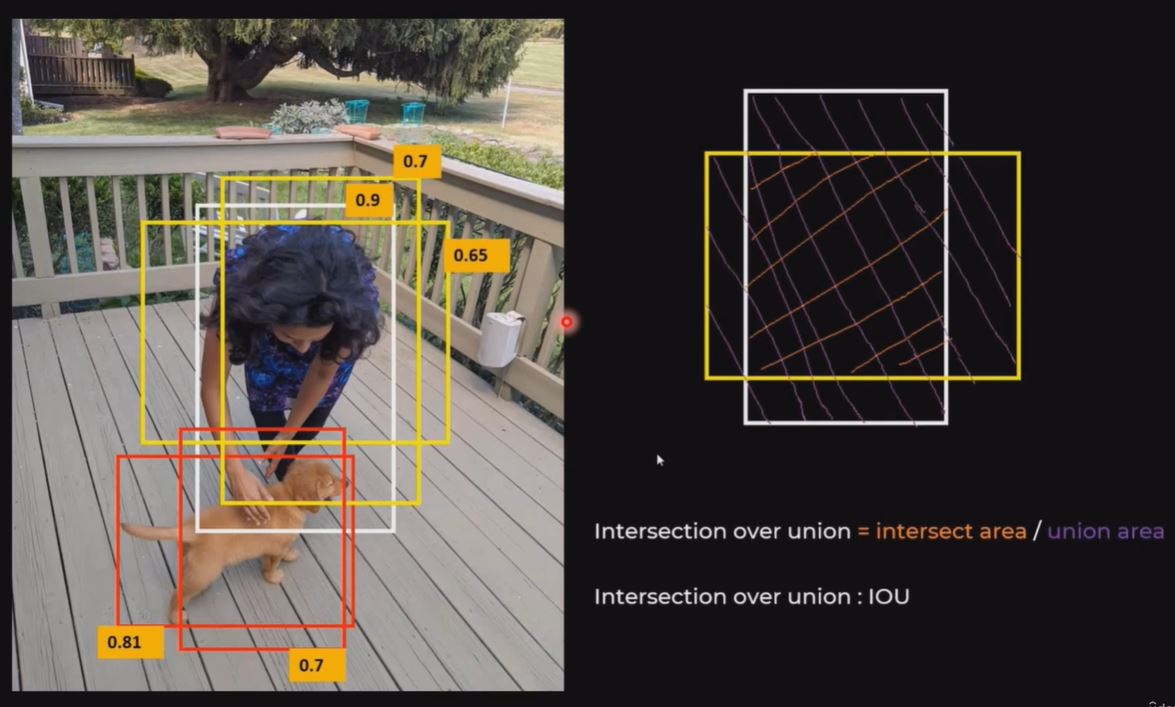 0.7
0.9
0.65
0.81
0.7
Intersection over union = intersect area / union area
Intersection over union : IOU